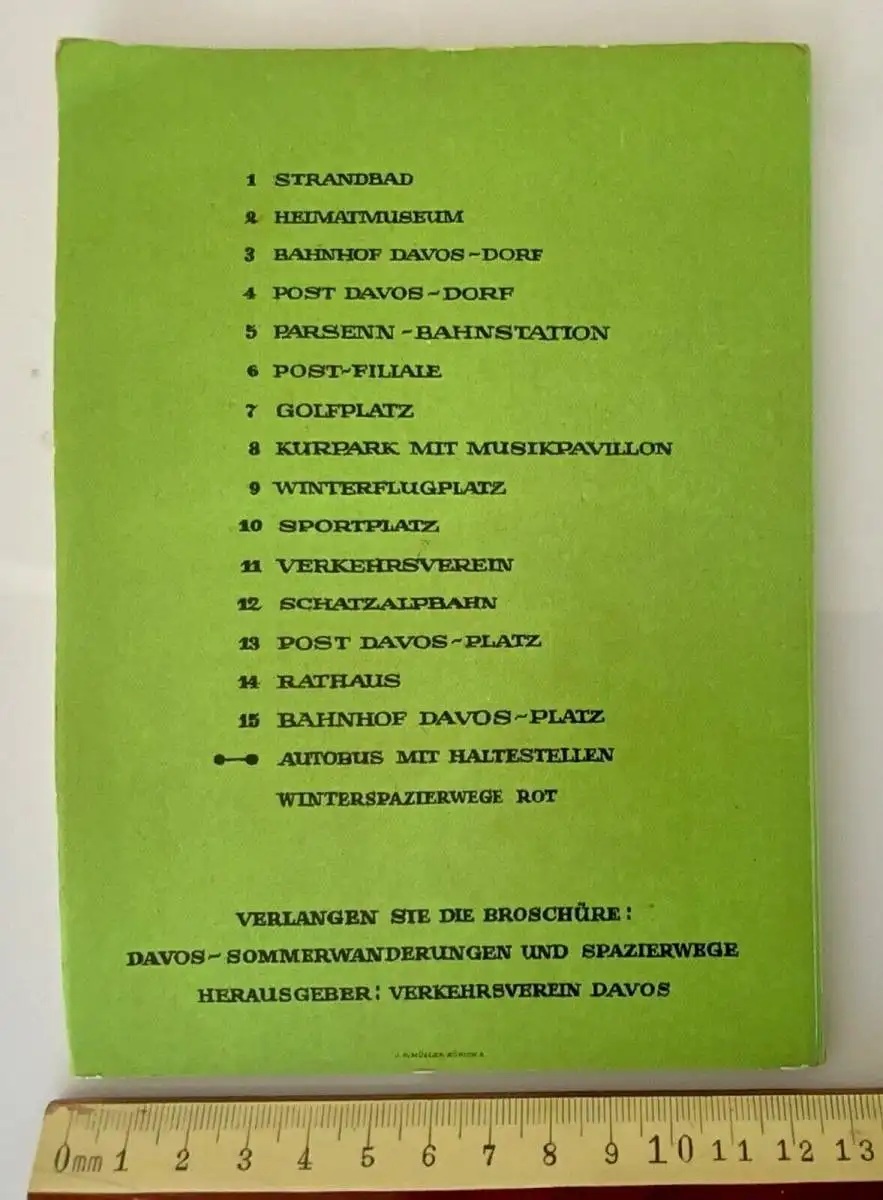 1 STRANDBAD
2 HEIMATMUSEUM
3 BAHNHOF DAVOS-DORF
4 POST DAVOS-DORF
5 PARSENN-BAHNSTATION
6 POST-FILIALE
7 GOLFPLATZ
8 KURPARK MIT MUSIKPAVILLON
9 WINTERFLUGPLATZ
10 SPORTPLATZ
11 VERKEHRSVEREIN
12 SCHATZALPBAHN
13 POST DAVOS-PLATZ
14 RATHAUS
15 BAHNHOF DAVOS-PLATZ
AUTOBUS MIT HALTESTELLEN
WINTERSPAZIERWEGE ROT
VERLANGEN SIE DIE BROSCHÜRE:
DAVOS-SOMMERWANDERUNGEN UND SPAZIERWEGE
HERAUSGEBER: VERKEHRSVEREIN DAVOS
MÜLLER, ZÜRICH
0mm 1 2 3 4 5 6 7 8 9 10 11 12 13